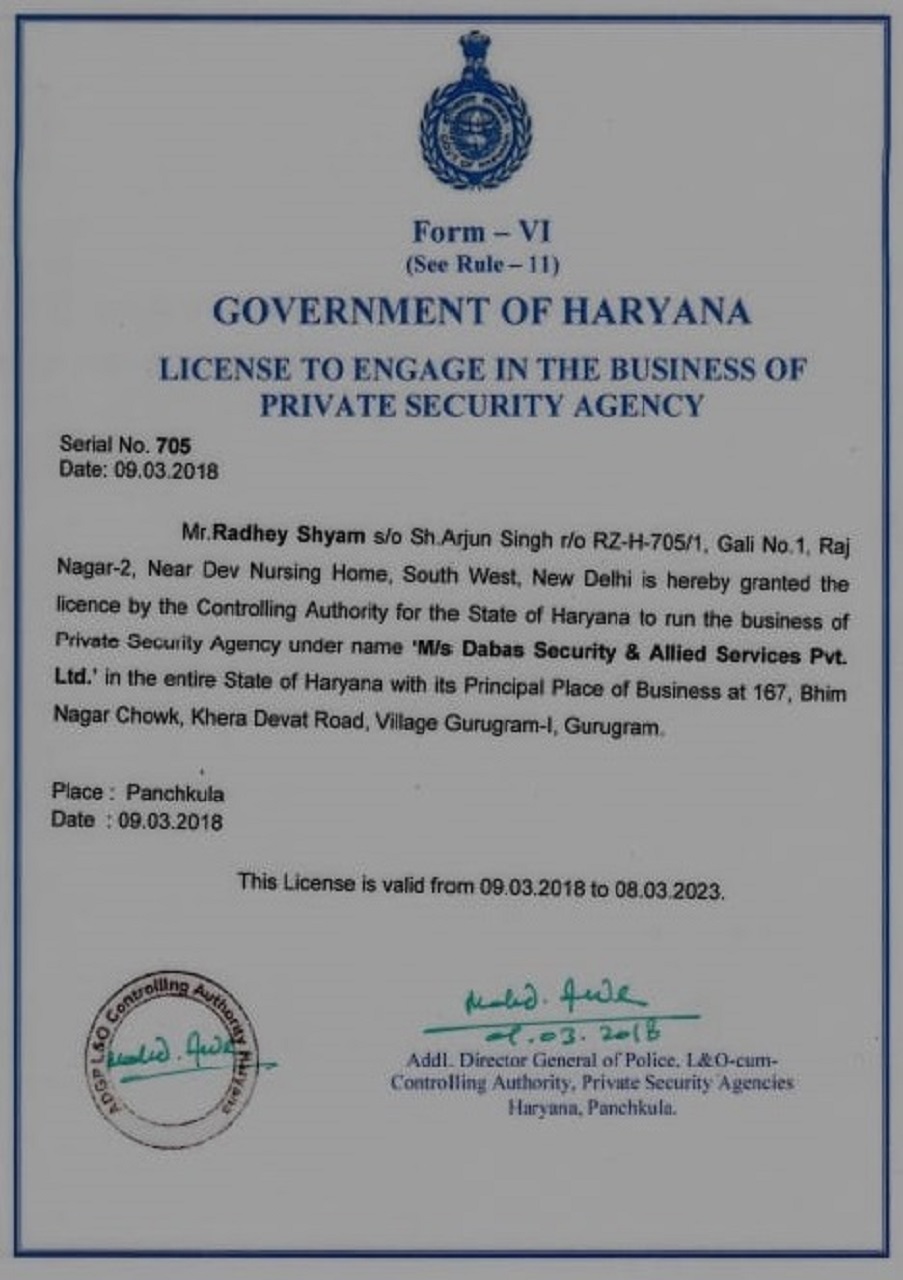 Form – VI
(See Rule – 11)
GOVERNMENT OF HARYANA
LICENSE TO ENGAGE IN THE BUSINESS OF
PRIVATE SECURITY AGENCY
Serial No. 705
Date: 09.03.2018
Mr.Radhey Shyam s/o Sh.Arjun Singh r/o RZ-H-705/1, Gali No.1, Raj
Nagar-2, Near Dev Nursing Home, South West, New Delhi is hereby granted the
licence by the Controlling Authority for the State of Haryana to run the business of
Private Security Agency under name 'M/s Dabas Security & Allied Services Pvt.
Ltd.' in the entire State of Haryana with its Principal Place of Business at 167, Bhim
Nagar Chowk, Khera Devat Road, Village Gurugram-I, Gurugram.
Place : Panchkula
Date : 09.03.2018
This License is valid from 09.03.2018 to 08.03.2023.
ADGP L&O Controlling Authority Haryana
.03.2018
Addl. Director General of Police, L&O-cum-
Controlling Authority, Private Security Agencies
Haryana, Panchkula.